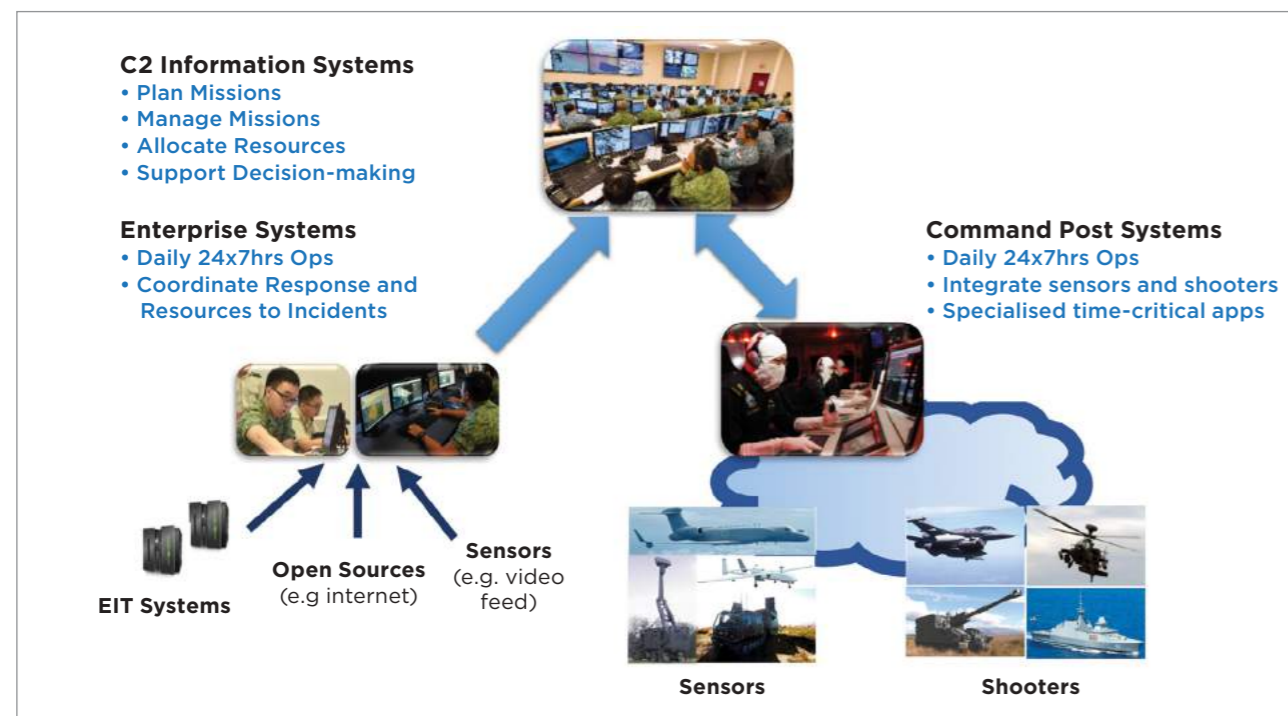 C2 Information Systems
• Plan Missions
• Manage Missions
• Allocate Resources
• Support Decision-making
Enterprise Systems
• Daily 24x7hrs Ops
• Coordinate Response and
Resources to Incidents
Command Post Systems
• Daily 24x7hrs Ops
• Integrate sensors and shooters
• Specialised time-critical apps
EIT Systems
Open Sources
(e.g internet)
Sensors
(e.g. video
feed)
Sensors
Shooters